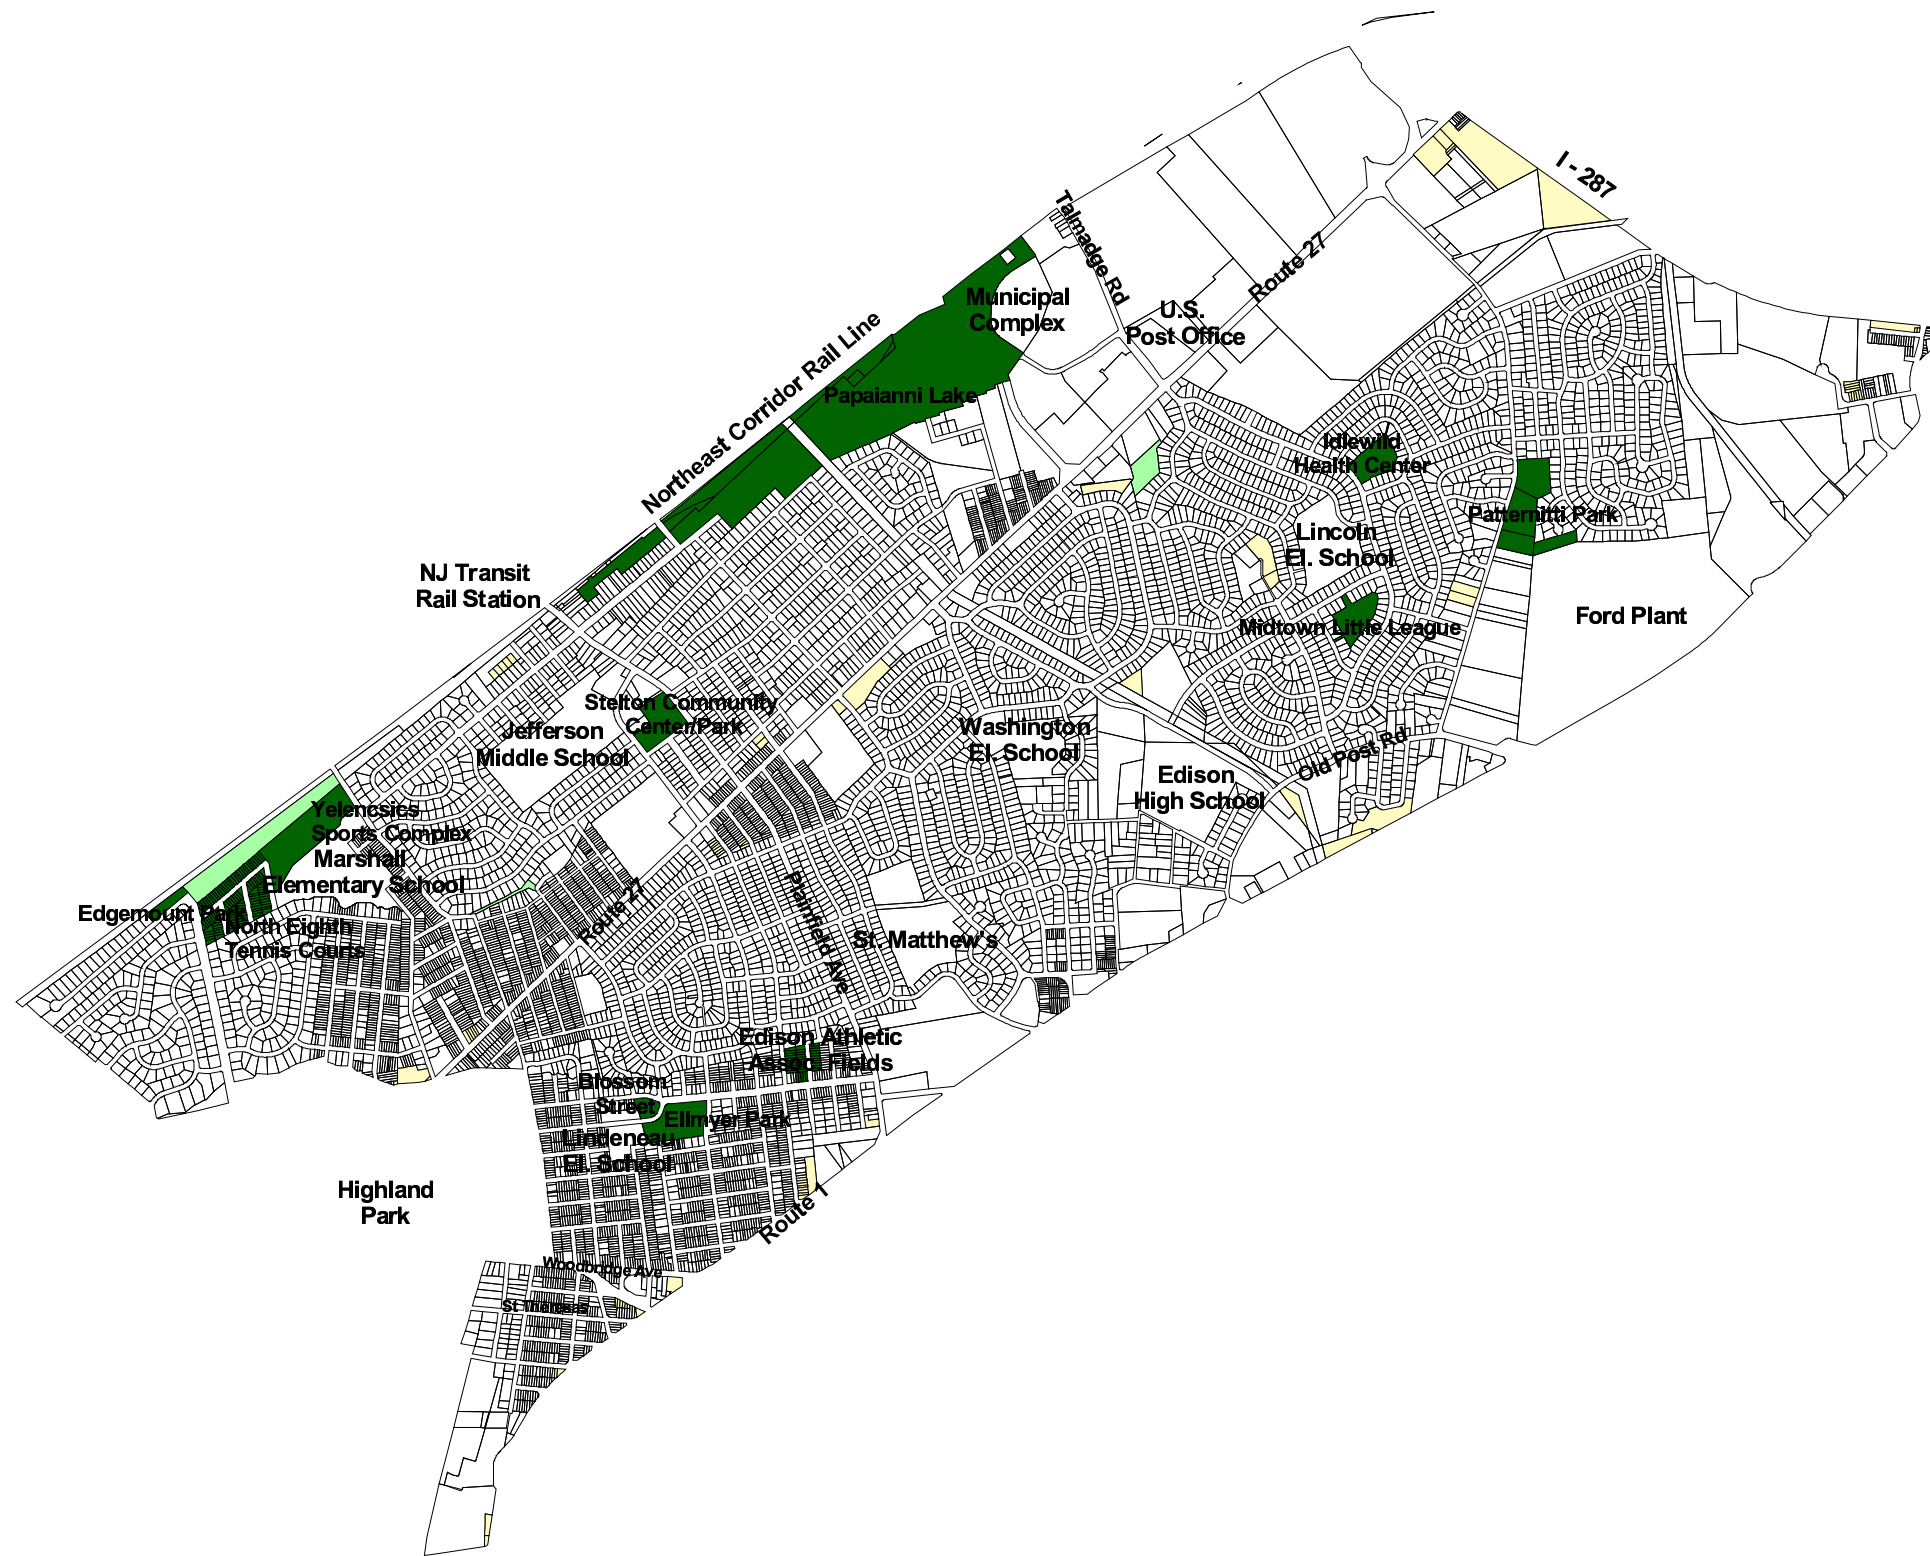 I - 287
Talmadge Rd
Route 27
Municipal
Complex
U.S.
Post Office
Northeast Corridor Rail Line
Papaianni Lake
Idlewild
Health Center
Patternitti Park
Lincoln
El. School
NJ Transit
Rail Station
Ford Plant
Midtown Little League
Stelton Community
Center/Park
Jefferson
Middle School
Washington
El. School
Old Post Rd
Edison
High School
Yelencsics
Sports Complex
Marshall
Elementary School
Edgemount Park
North Eighth
Tennis Courts
Route 27
Plainfield Ave
St. Matthew's
Edison Athletic
Assoc. Fields
Blossom
Street
Ellmyer Park
Lindeneau
El. School
Highland
Park
Route 1
Woodbridge Ave
St Theresas